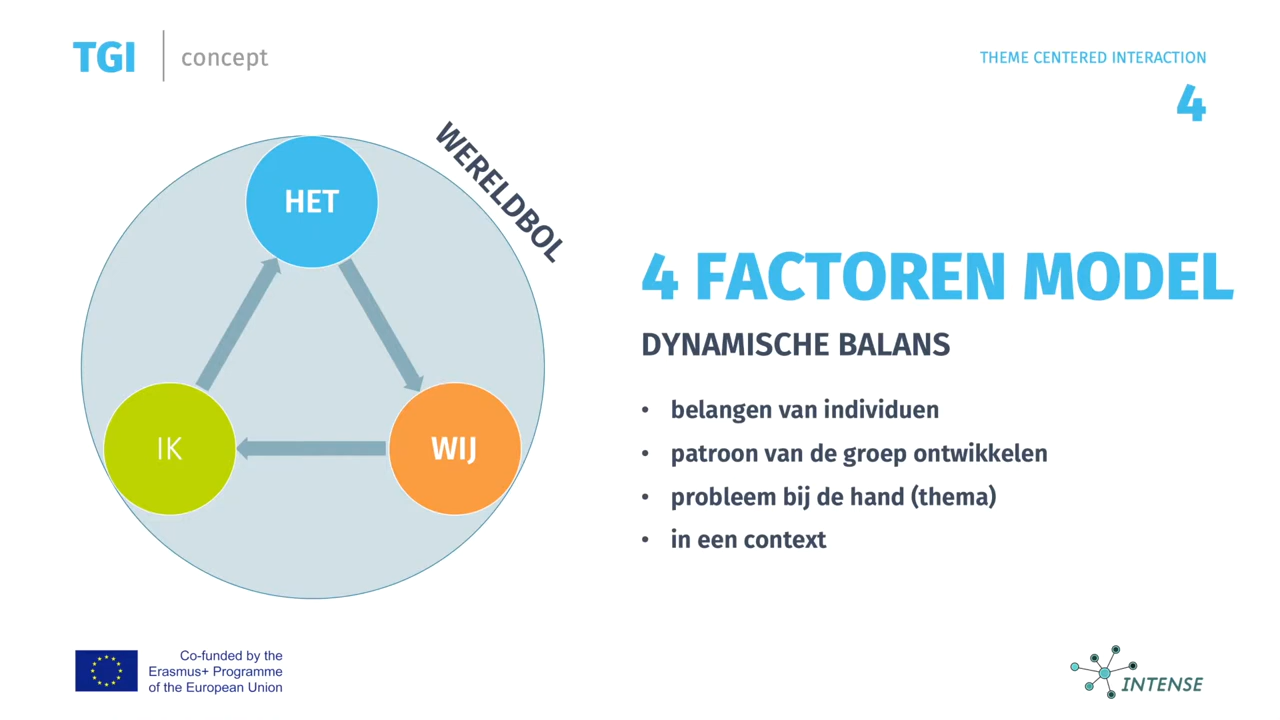 TGI
concept
THEME CENTERED INTERACTION
4
WERELDBOL
HET
IK
WIJ
4 FACTOREN MODEL
DYNAMISCHE BALANS
• belangen van individuen
• patroon van de groep ontwikkelen
• probleem bij de hand (thema)
• in een context
Co-funded by the
Erasmus+ Programme
of the European Union
INTENSE